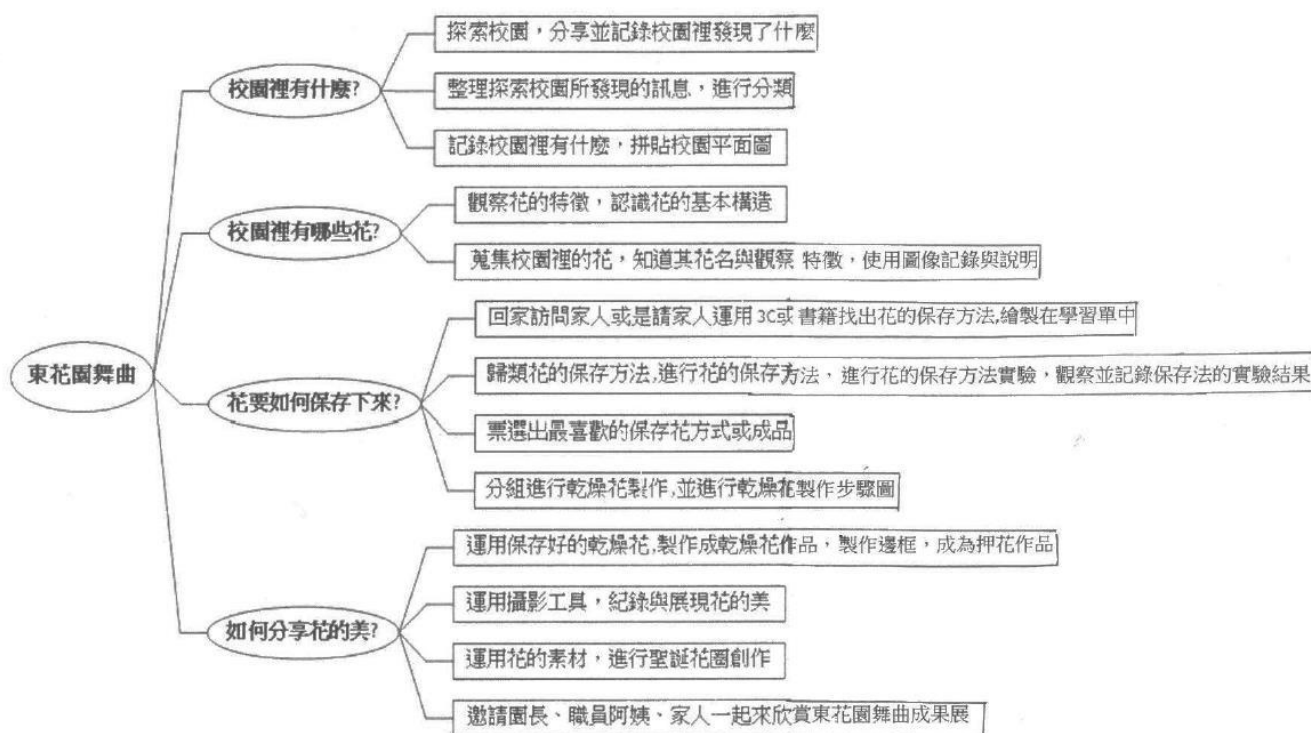 東花園舞曲
校園裡有什麼?
探索校園，分享並記錄校園裡發現了什麼
整理探索校園所發現的訊息，進行分類
記錄校園裡有什麼，拼貼校園平面圖
校園裡有哪些花?
觀察花的特徵，認識花的基本構造
蒐集校園裡的花，知道其花名與觀察 特徵，使用圖像記錄與說明
花要如何保存下來?
回家訪問家人或是請家人運用 3C或 書籍找出花的保存方法,繪製在學習單中
歸類花的保存方法,進行花的保存方法，進行花的保存方法實驗，觀察並記錄保存法的實驗結果
票選出最喜歡的保存花方式或成品
分組進行乾燥花製作,並進行乾燥花製作步驟圖
如何分享花的美?
運用保存好的乾燥花,製作成乾燥花作品，製作邊框，成為押花作品
運用攝影工具，紀錄與展現花的美
運用花的素材，進行聖誕花圈創作
邀請園長、職員阿姨、家人一起來欣賞東花園舞曲成果展